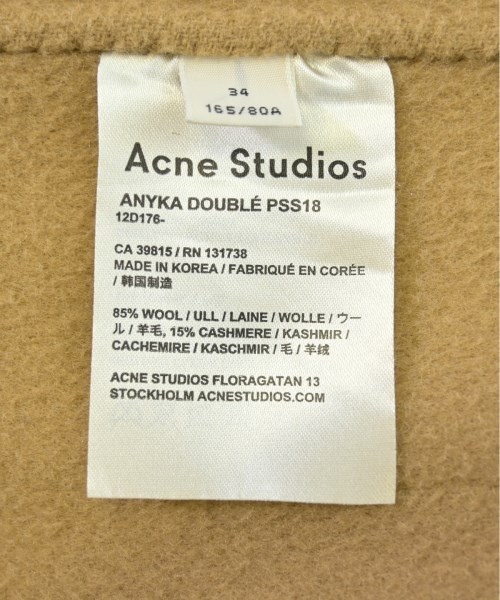 34
165/80A
Acne Studios
ANYKA DOUBLÉ PSS18
12D176-
CA 39815 / RN 131738
MADE IN KOREA / FABRIQUÉ EN CORÉE
/ 韩国制造
85% WOOL / ULL / LAINE / WOLLE / ウー
ル / 羊毛, 15% CASHMERE / KASHMIR /
CACHEMIRE / KASCHMIR / 毛 / 羊绒
ACNE STUDIOS FLORAGATAN 13
STOCKHOLM ACNESTUDIOS.COM